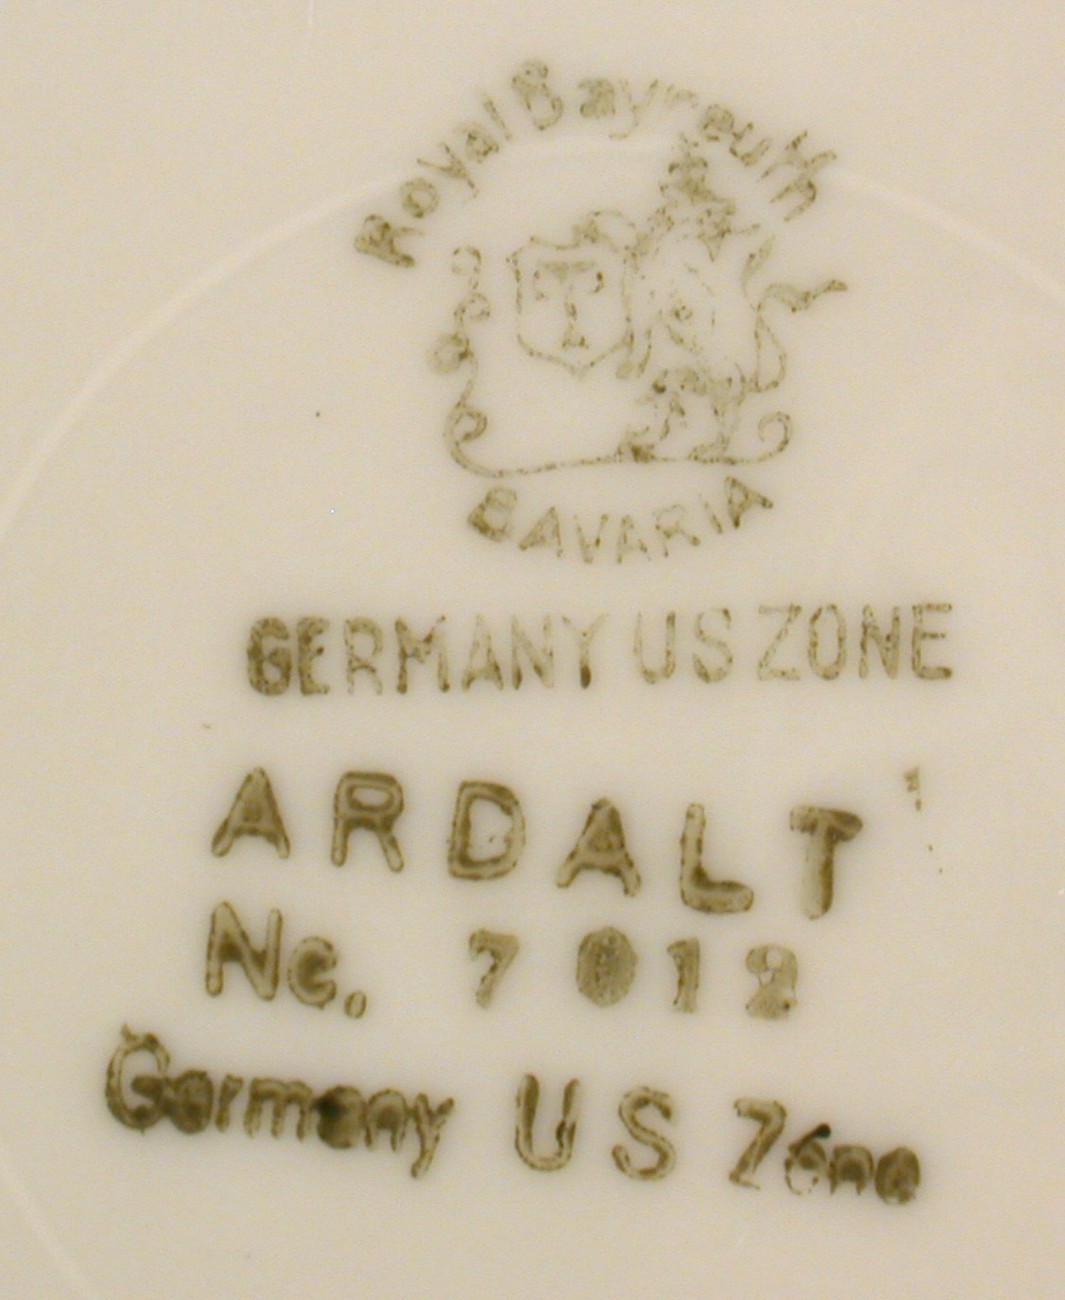 Royal Bayreuth
T
BAVARIA
GERMANY US ZONE
ARDALT
No. 7012
Germany US Zone